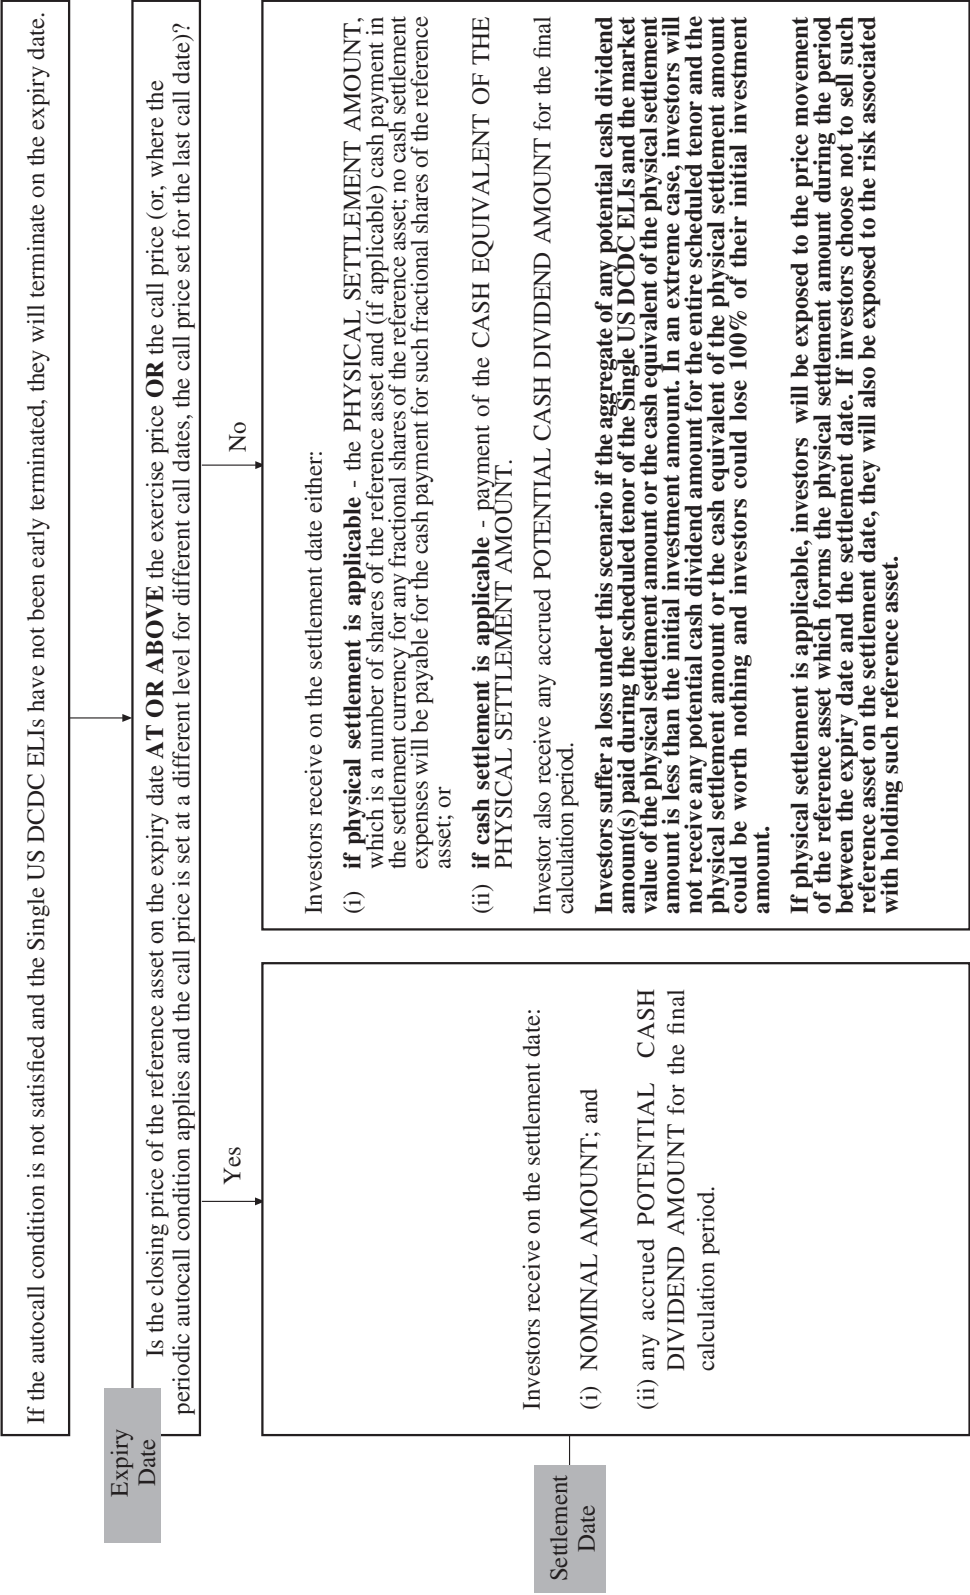 If the autocall condition is not satisfied and the Single US DCDC ELIs have not been early terminated, they will terminate on the expiry date.
Expiry
Date
Is the closing price of the reference asset on the expiry date AT OR ABOVE the exercise price OR the call price (or, where the
periodic autocall condition applies and the call price is set at a different level for different call dates, the call price set for the last call date)?
Yes
No
Settlement
Date
Investors receive on the settlement date:
(i) NOMINAL AMOUNT; and
(ii) any accrued POTENTIAL CASH
DIVIDEND AMOUNT for the final
calculation period.
Investors receive on the settlement date either:
(i) if physical settlement is applicable - the PHYSICAL SETTLEMENT AMOUNT,
which is a number of shares of the reference asset and (if applicable) cash payment in
the settlement currency for any fractional shares of the reference asset; no cash settlement
expenses will be payable for the cash payment for such fractional shares of the reference
asset; or
(ii) if cash settlement is applicable - payment of the CASH EQUIVALENT OF THE
PHYSICAL SETTLEMENT AMOUNT.
Investor also receive any accrued POTENTIAL CASH DIVIDEND AMOUNT for the final
calculation period.
Investors suffer a loss under this scenario if the aggregate of any potential cash dividend
amount(s) paid during the scheduled tenor of the Single US DCDC ELIs and the market
value of the physical settlement amount or the cash equivalent of the physical settlement
amount is less than the initial investment amount. In an extreme case, investors will
not receive any potential cash dividend amount for the entire scheduled tenor and the
physical settlement amount or the cash equivalent of the physical settlement amount
could be worth nothing and investors could lose 100% of their initial investment
amount.
If physical settlement is applicable, investors will be exposed to the price movement
of the reference asset which forms the physical settlement amount during the period
between the expiry date and the settlement date. If investors choose not to sell such
reference asset on the settlement date, they will also be exposed to the risk associated
with holding such reference asset.